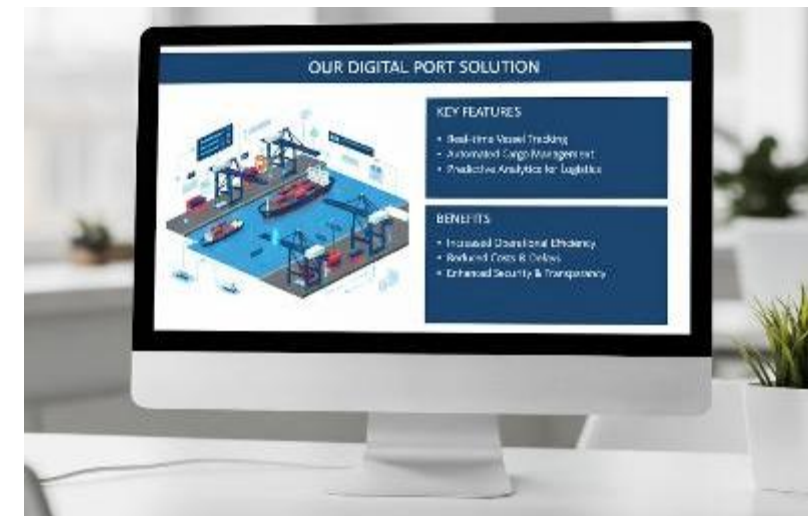 OUR DIGITAL PORT SOLUTION
KEY FEATURES
• Real-time Vessel Tracking
• Automated Cargo Management
• Predictive Analytics for Logistics
BENEFITS
• Increased Operational Efficiency
• Reduced Costs & Delays
• Enhanced Security & Transparency